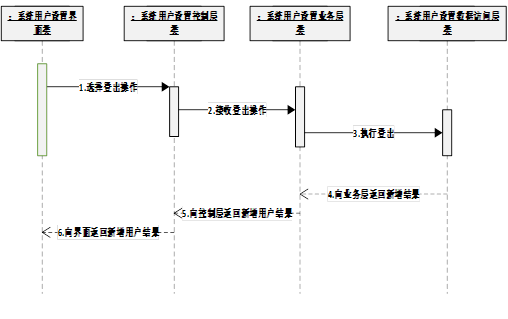 ：系统用户设置界
面类
：系统用户设置控制层
类
：系统用户设置业务层
类
：系统用户设置数据访问层
类
1.选择登出操作
2.接收登出操作
3.执行登出
4.向业务层返回新增结果
5.向控制层返回新增用户结果
6.向界面返回新增用户结果